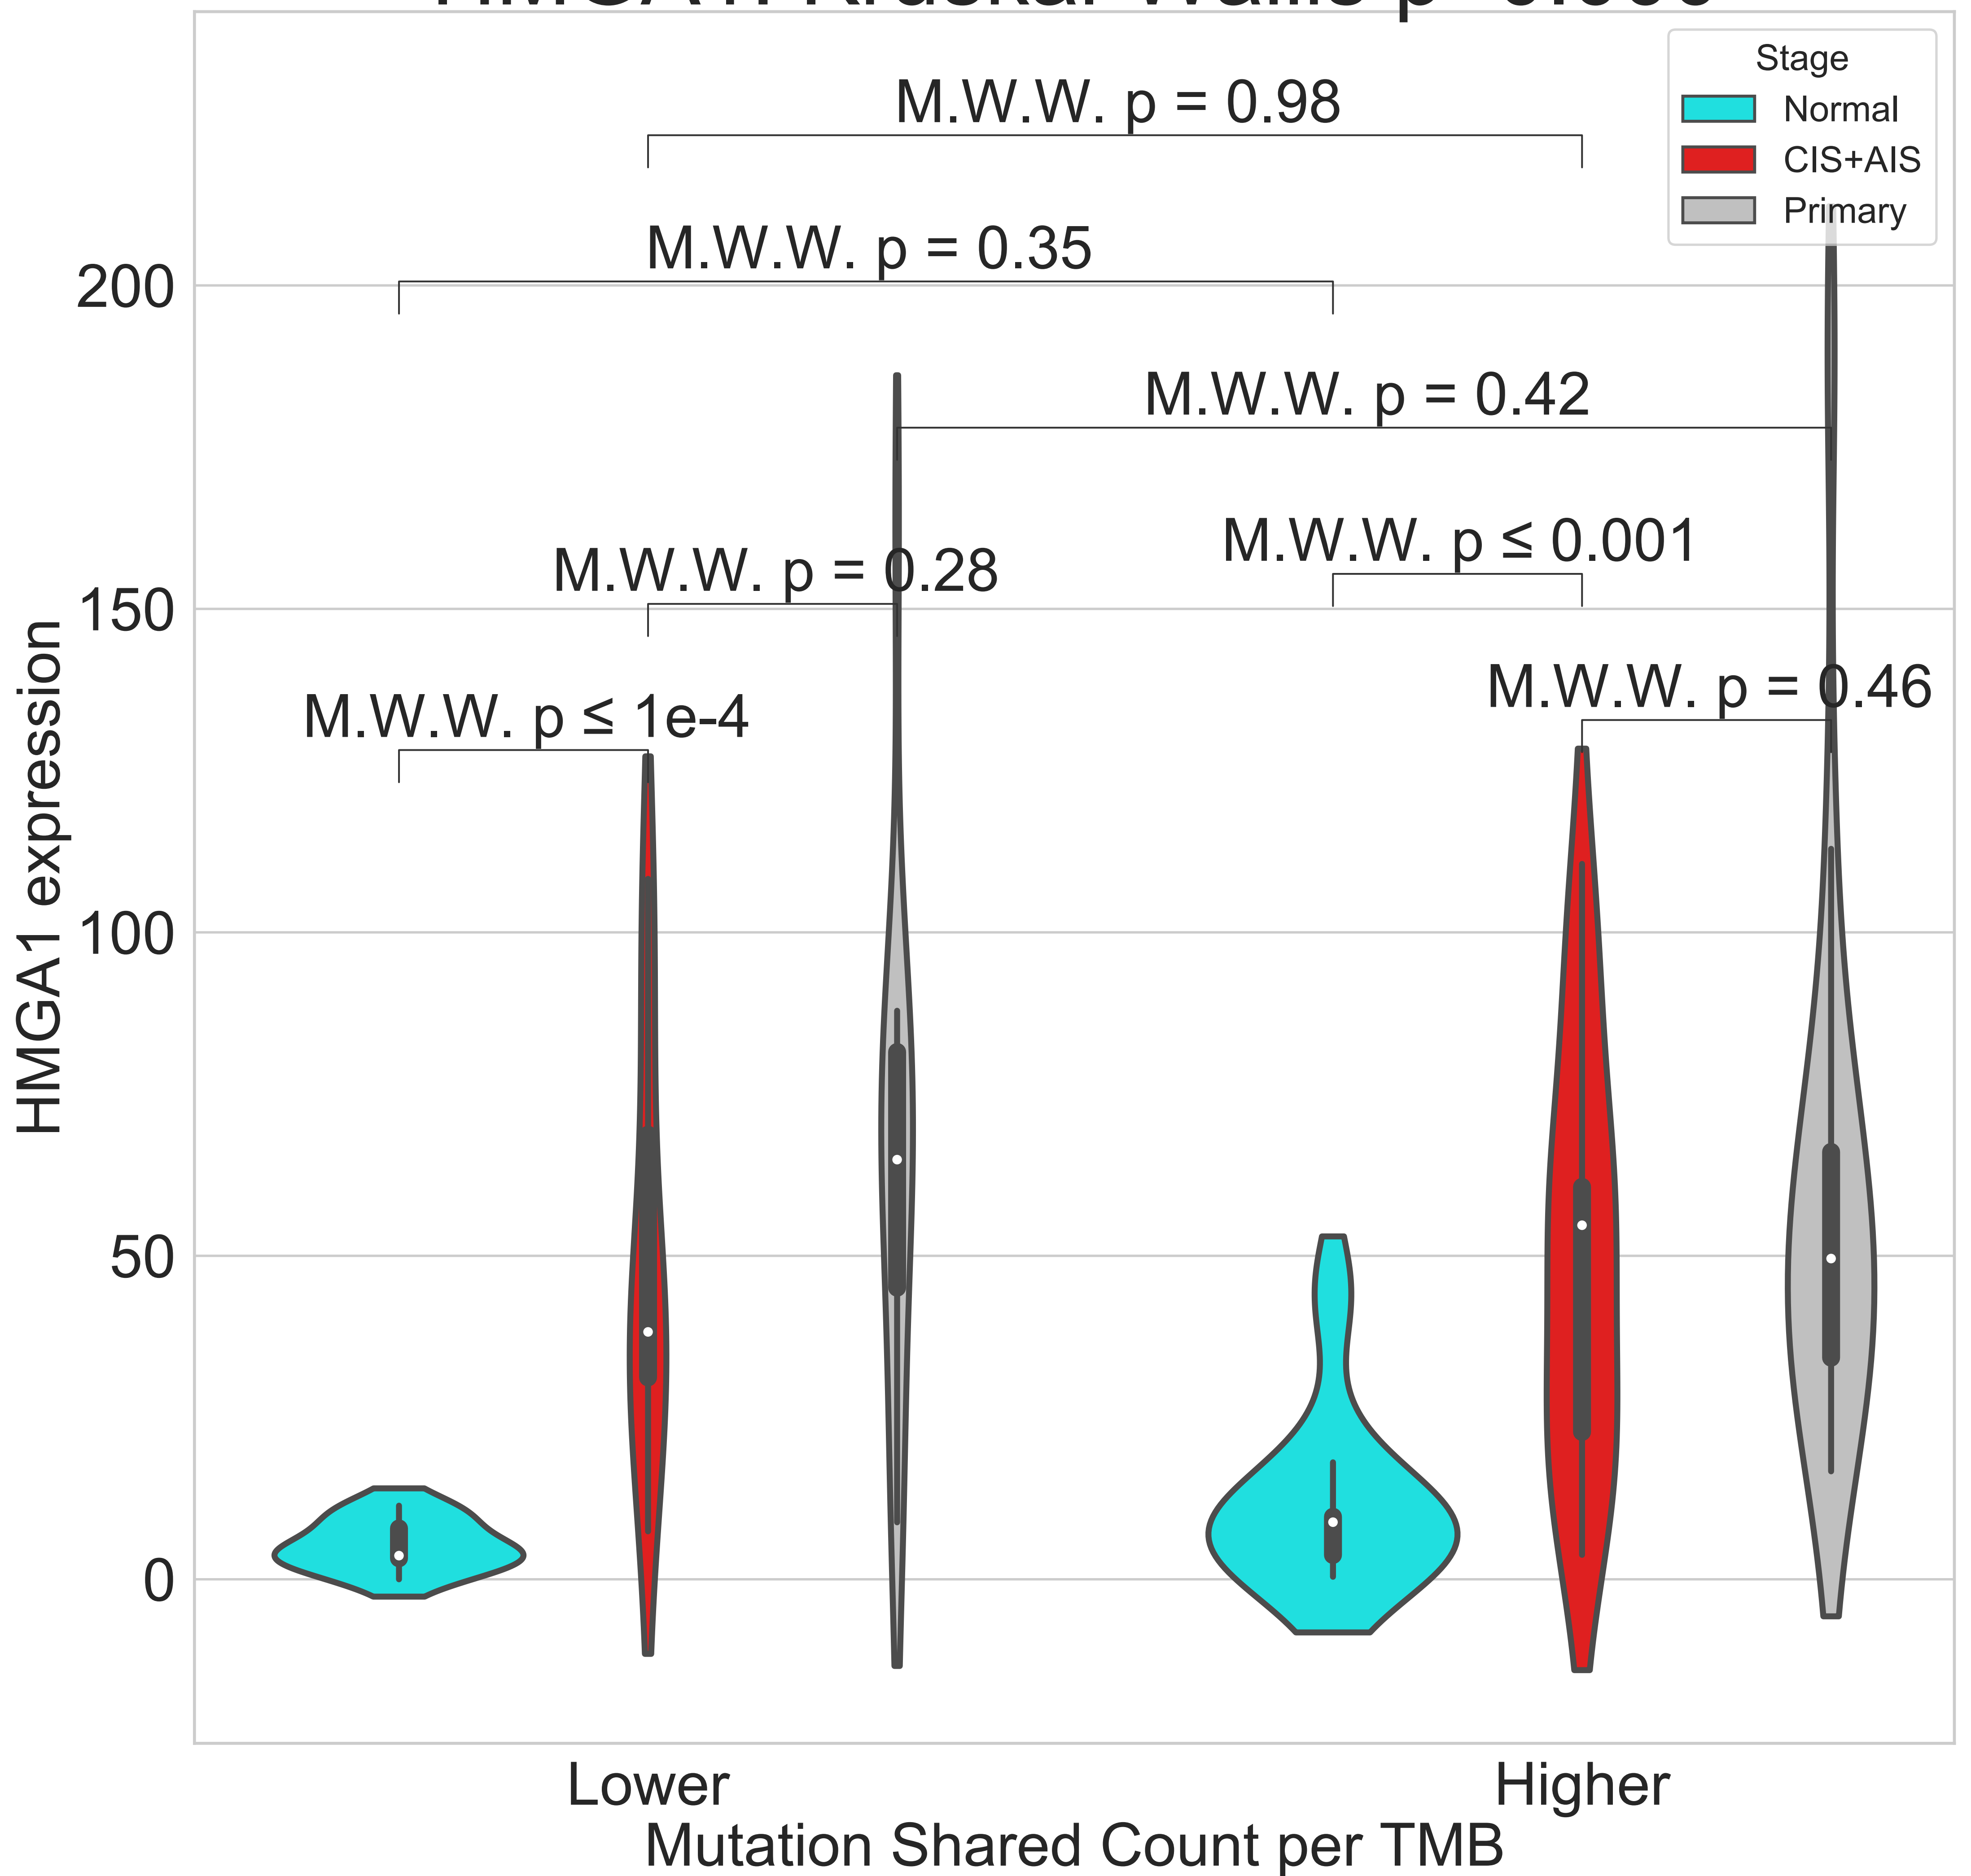 Stage
Normal
CIS+AIS
Primary
M.W.W. p = 0.98
M.W.W. p = 0.35
M.W.W. p = 0.42
M.W.W. p ≤ 0.001
M.W.W. p = 0.28
M.W.W. p = 0.46
M.W.W. p ≤ 1e-4
HMGA1 expression
200
150
100
50
0
Lower
Higher
Mutation Shared Count per TMB